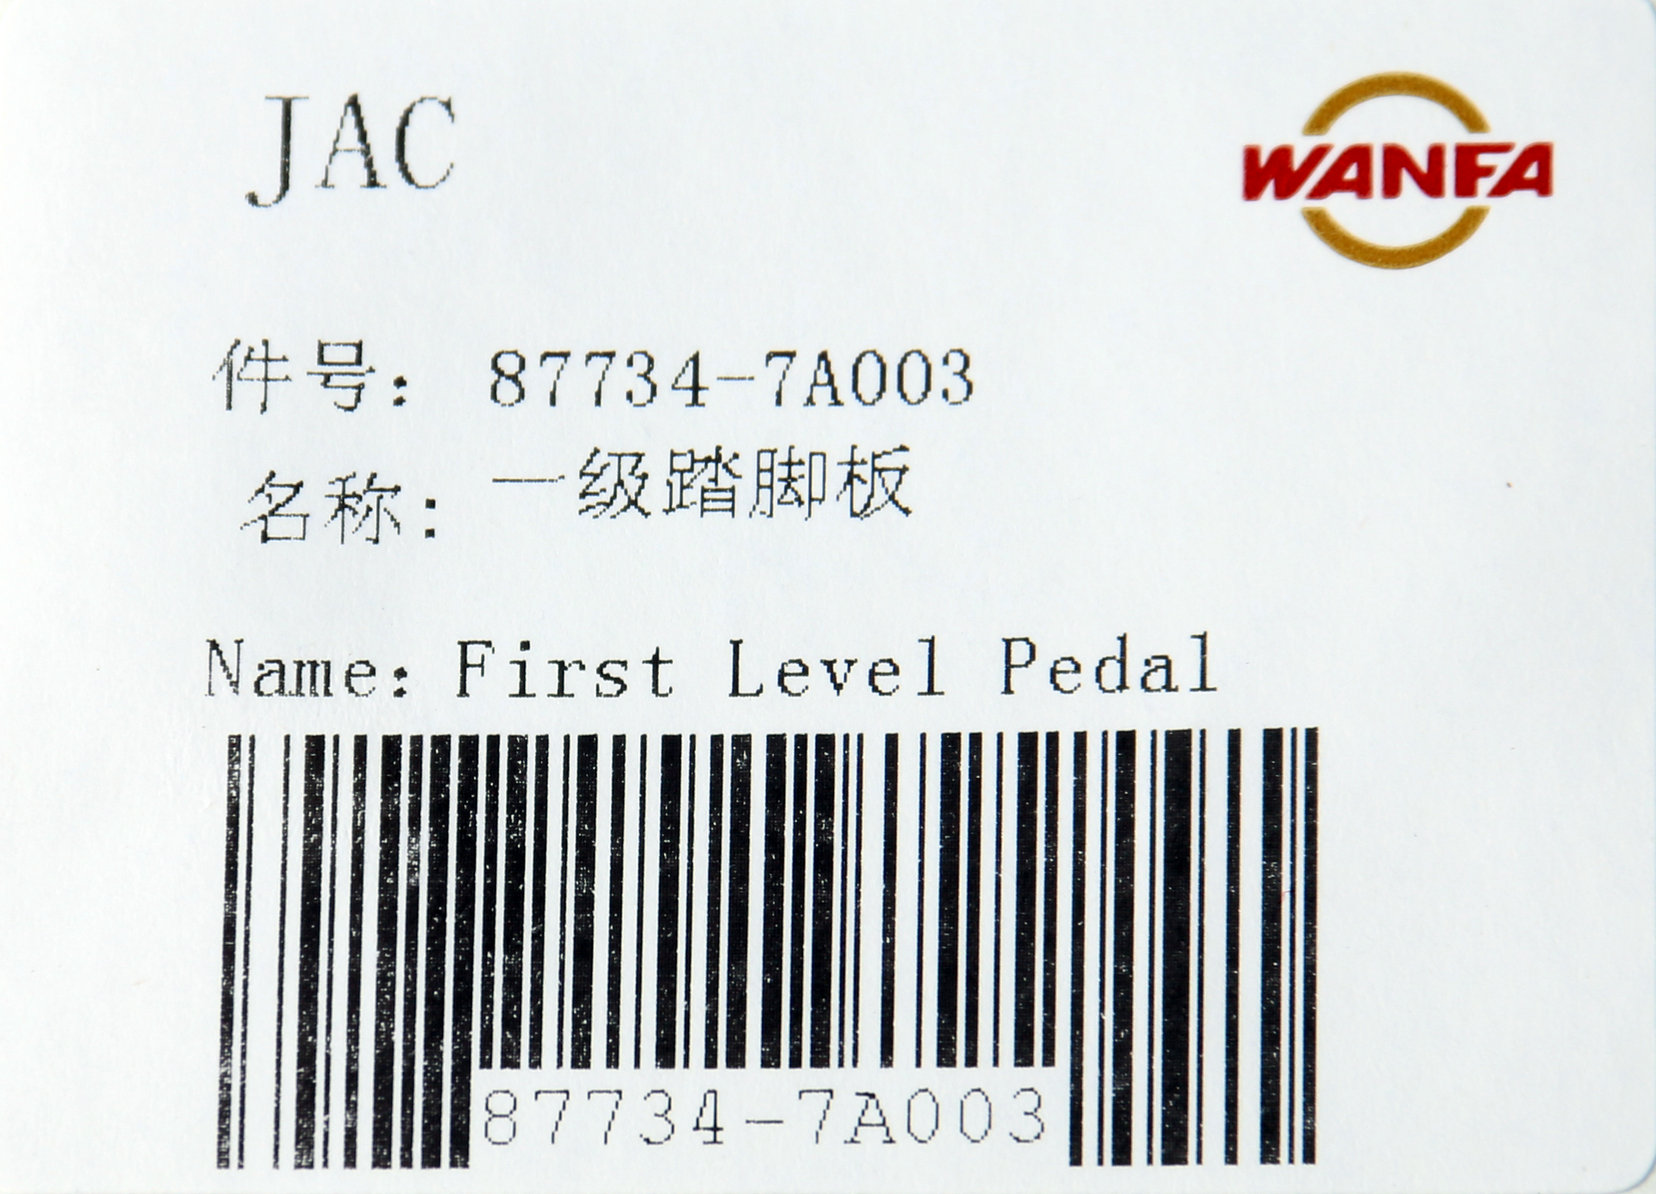 JAC
WANFA
件号：87734-7A003
名称：一级踏脚板
Name：First Level Pedal
87734-7A003